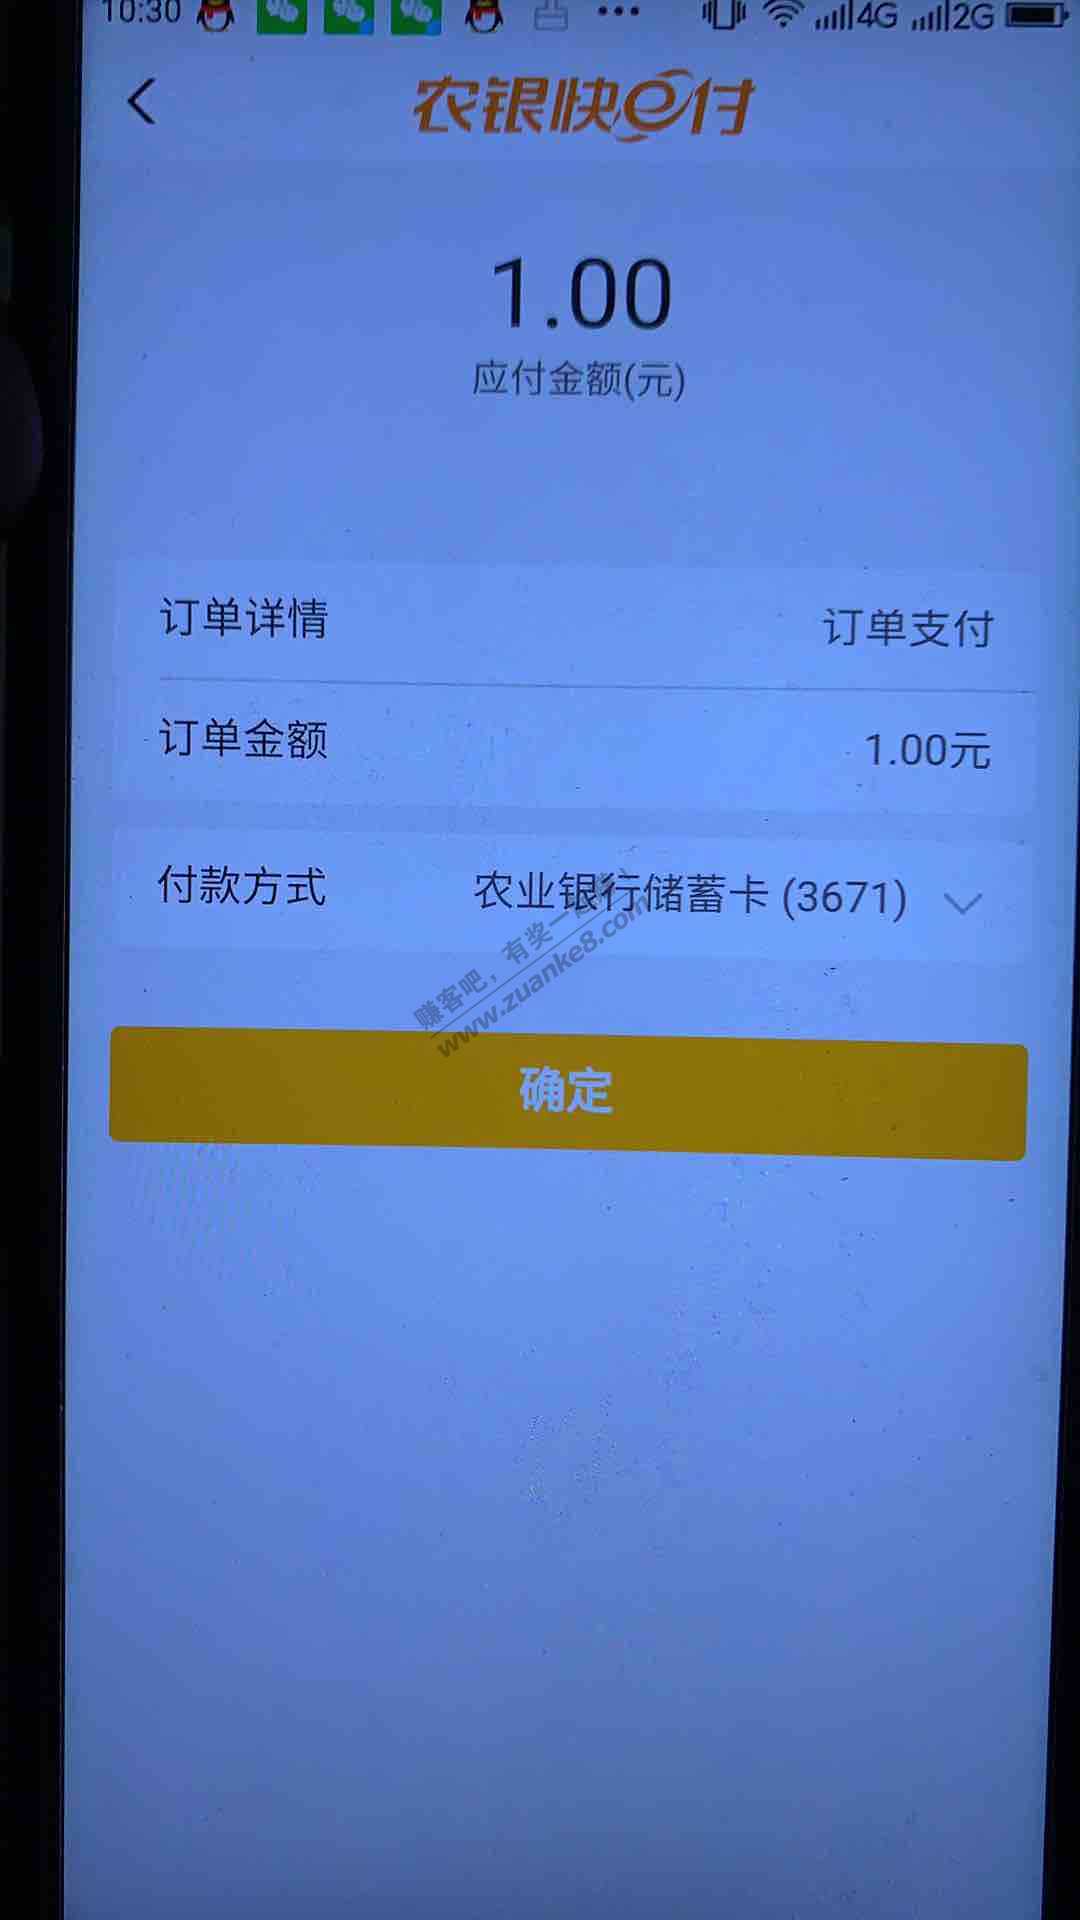 10:30
4G
2G
农银快e付
1.00
应付金额(元)
订单详情 订单支付
订单金额 1.00元
付款方式 农业银行储蓄卡(3671)
赚客吧，有奖一起赚！
www.zuanke8.com
确定